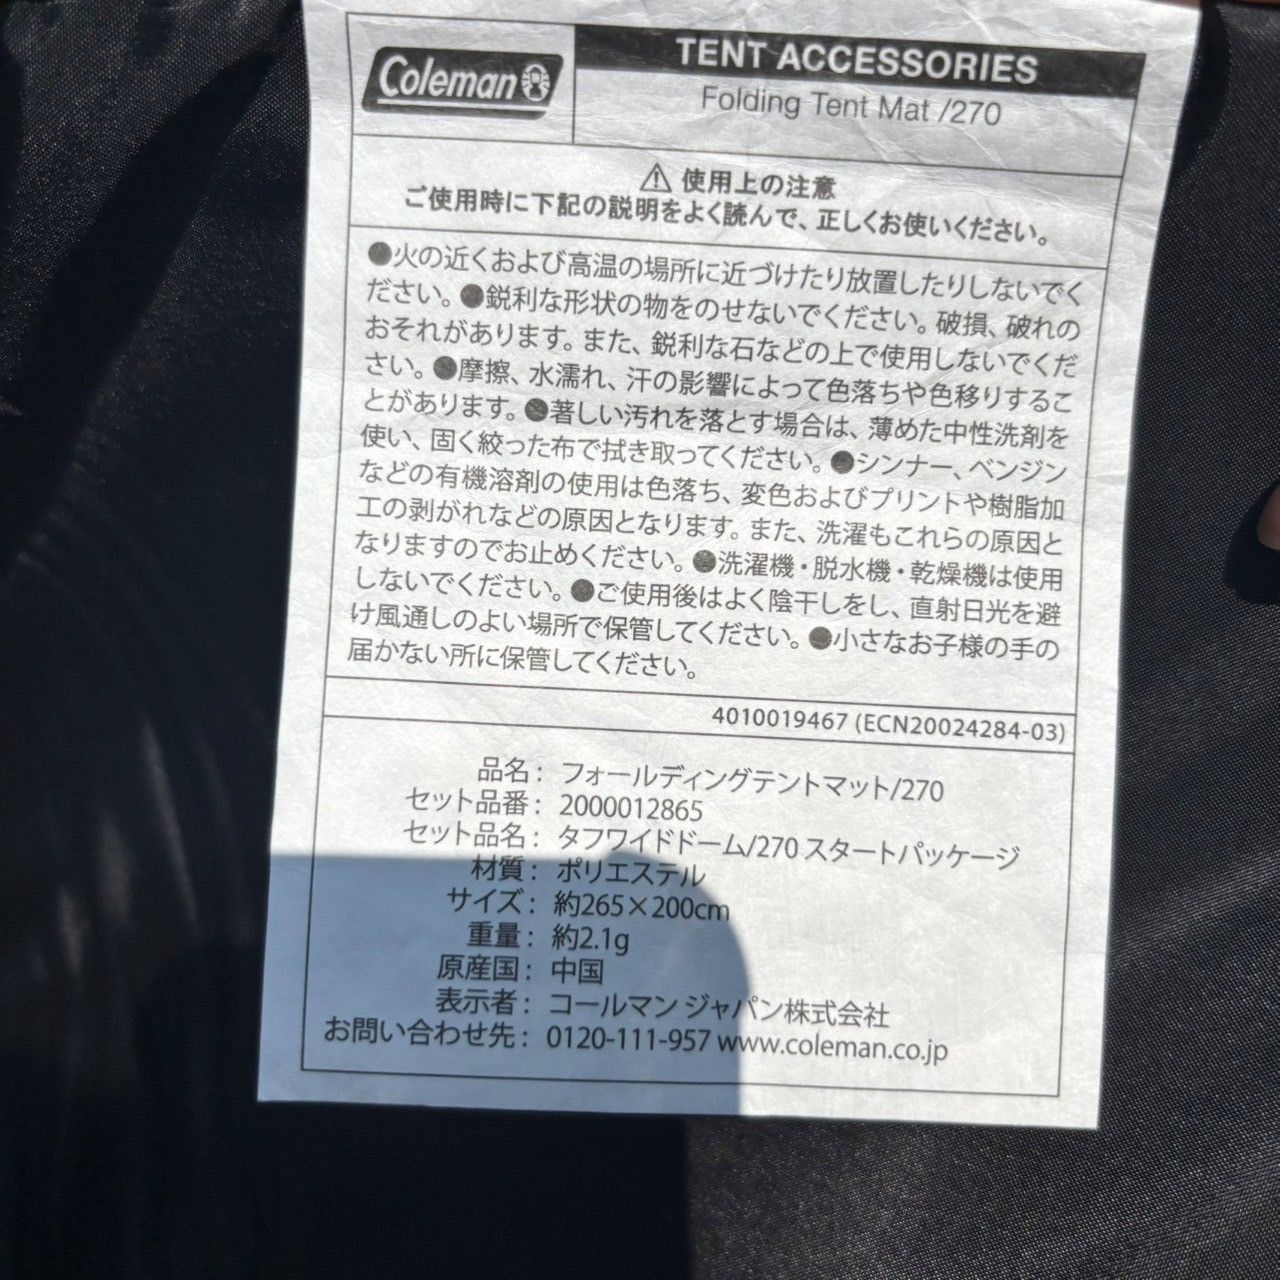 Coleman
TENT ACCESSORIES
Folding Tent Mat /270
⚠ 使用上の注意
ご使用時に下記の説明をよく読んで、正しくお使いください。
●火の近くおよび高温の場所に近づけたり放置したりしないでく
ださい。●鋭利な形状の物をのせないでください。破損、破れの
おそれがあります。また、鋭利な石などの上で使用しないでくだ
さい。●摩擦、水濡れ、汗の影響によって色落ちや色移りするこ
とがあります。●著しい汚れを落とす場合は、薄めた中性洗剤を
使い、固く絞った布で拭き取ってください。●シンナー、ベンジン
などの有機溶剤の使用は色落ち、変色およびプリントや樹脂加
工の剥がれなどの原因となります。また、洗濯もこれらの原因と
なりますのでお止めください。●洗濯機・脱水機・乾燥機は使用
しないでください。●ご使用後はよく陰干しをし、直射日光を避
け風通しのよい場所で保管してください。●小さなお子様の手の
届かない所に保管してください。
4010019467 (ECN20024284-03)
品名： フォールディングテントマット/270
セット品番： 2000012865
セット品名： タフワイドドーム/270 スタートパッケージ
材質： ポリエステル
サイズ： 約265×200cm
重量： 約2.1g
原産国： 中国
表示者： コールマン ジャパン株式会社
お問い合わせ先： 0120-111-957 www.coleman.co.jp